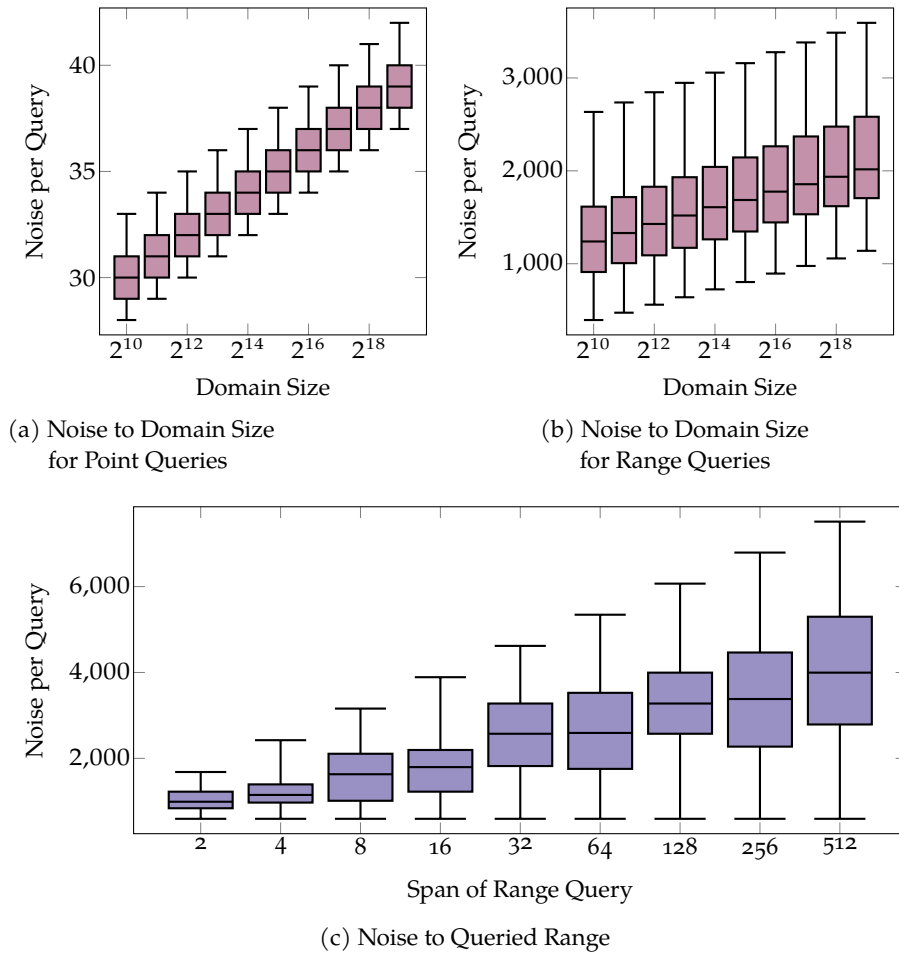 Noise per Query
40
35
30
2^10 2^12 2^14 2^16 2^18
Domain Size
(a) Noise to Domain Size
for Point Queries
Noise per Query
3,000
2,000
1,000
2^10 2^12 2^14 2^16 2^18
Domain Size
(b) Noise to Domain Size
for Range Queries
Noise per Query
6,000
4,000
2,000
2 4 8 16 32 64 128 256 512
Span of Range Query
(c) Noise to Queried Range